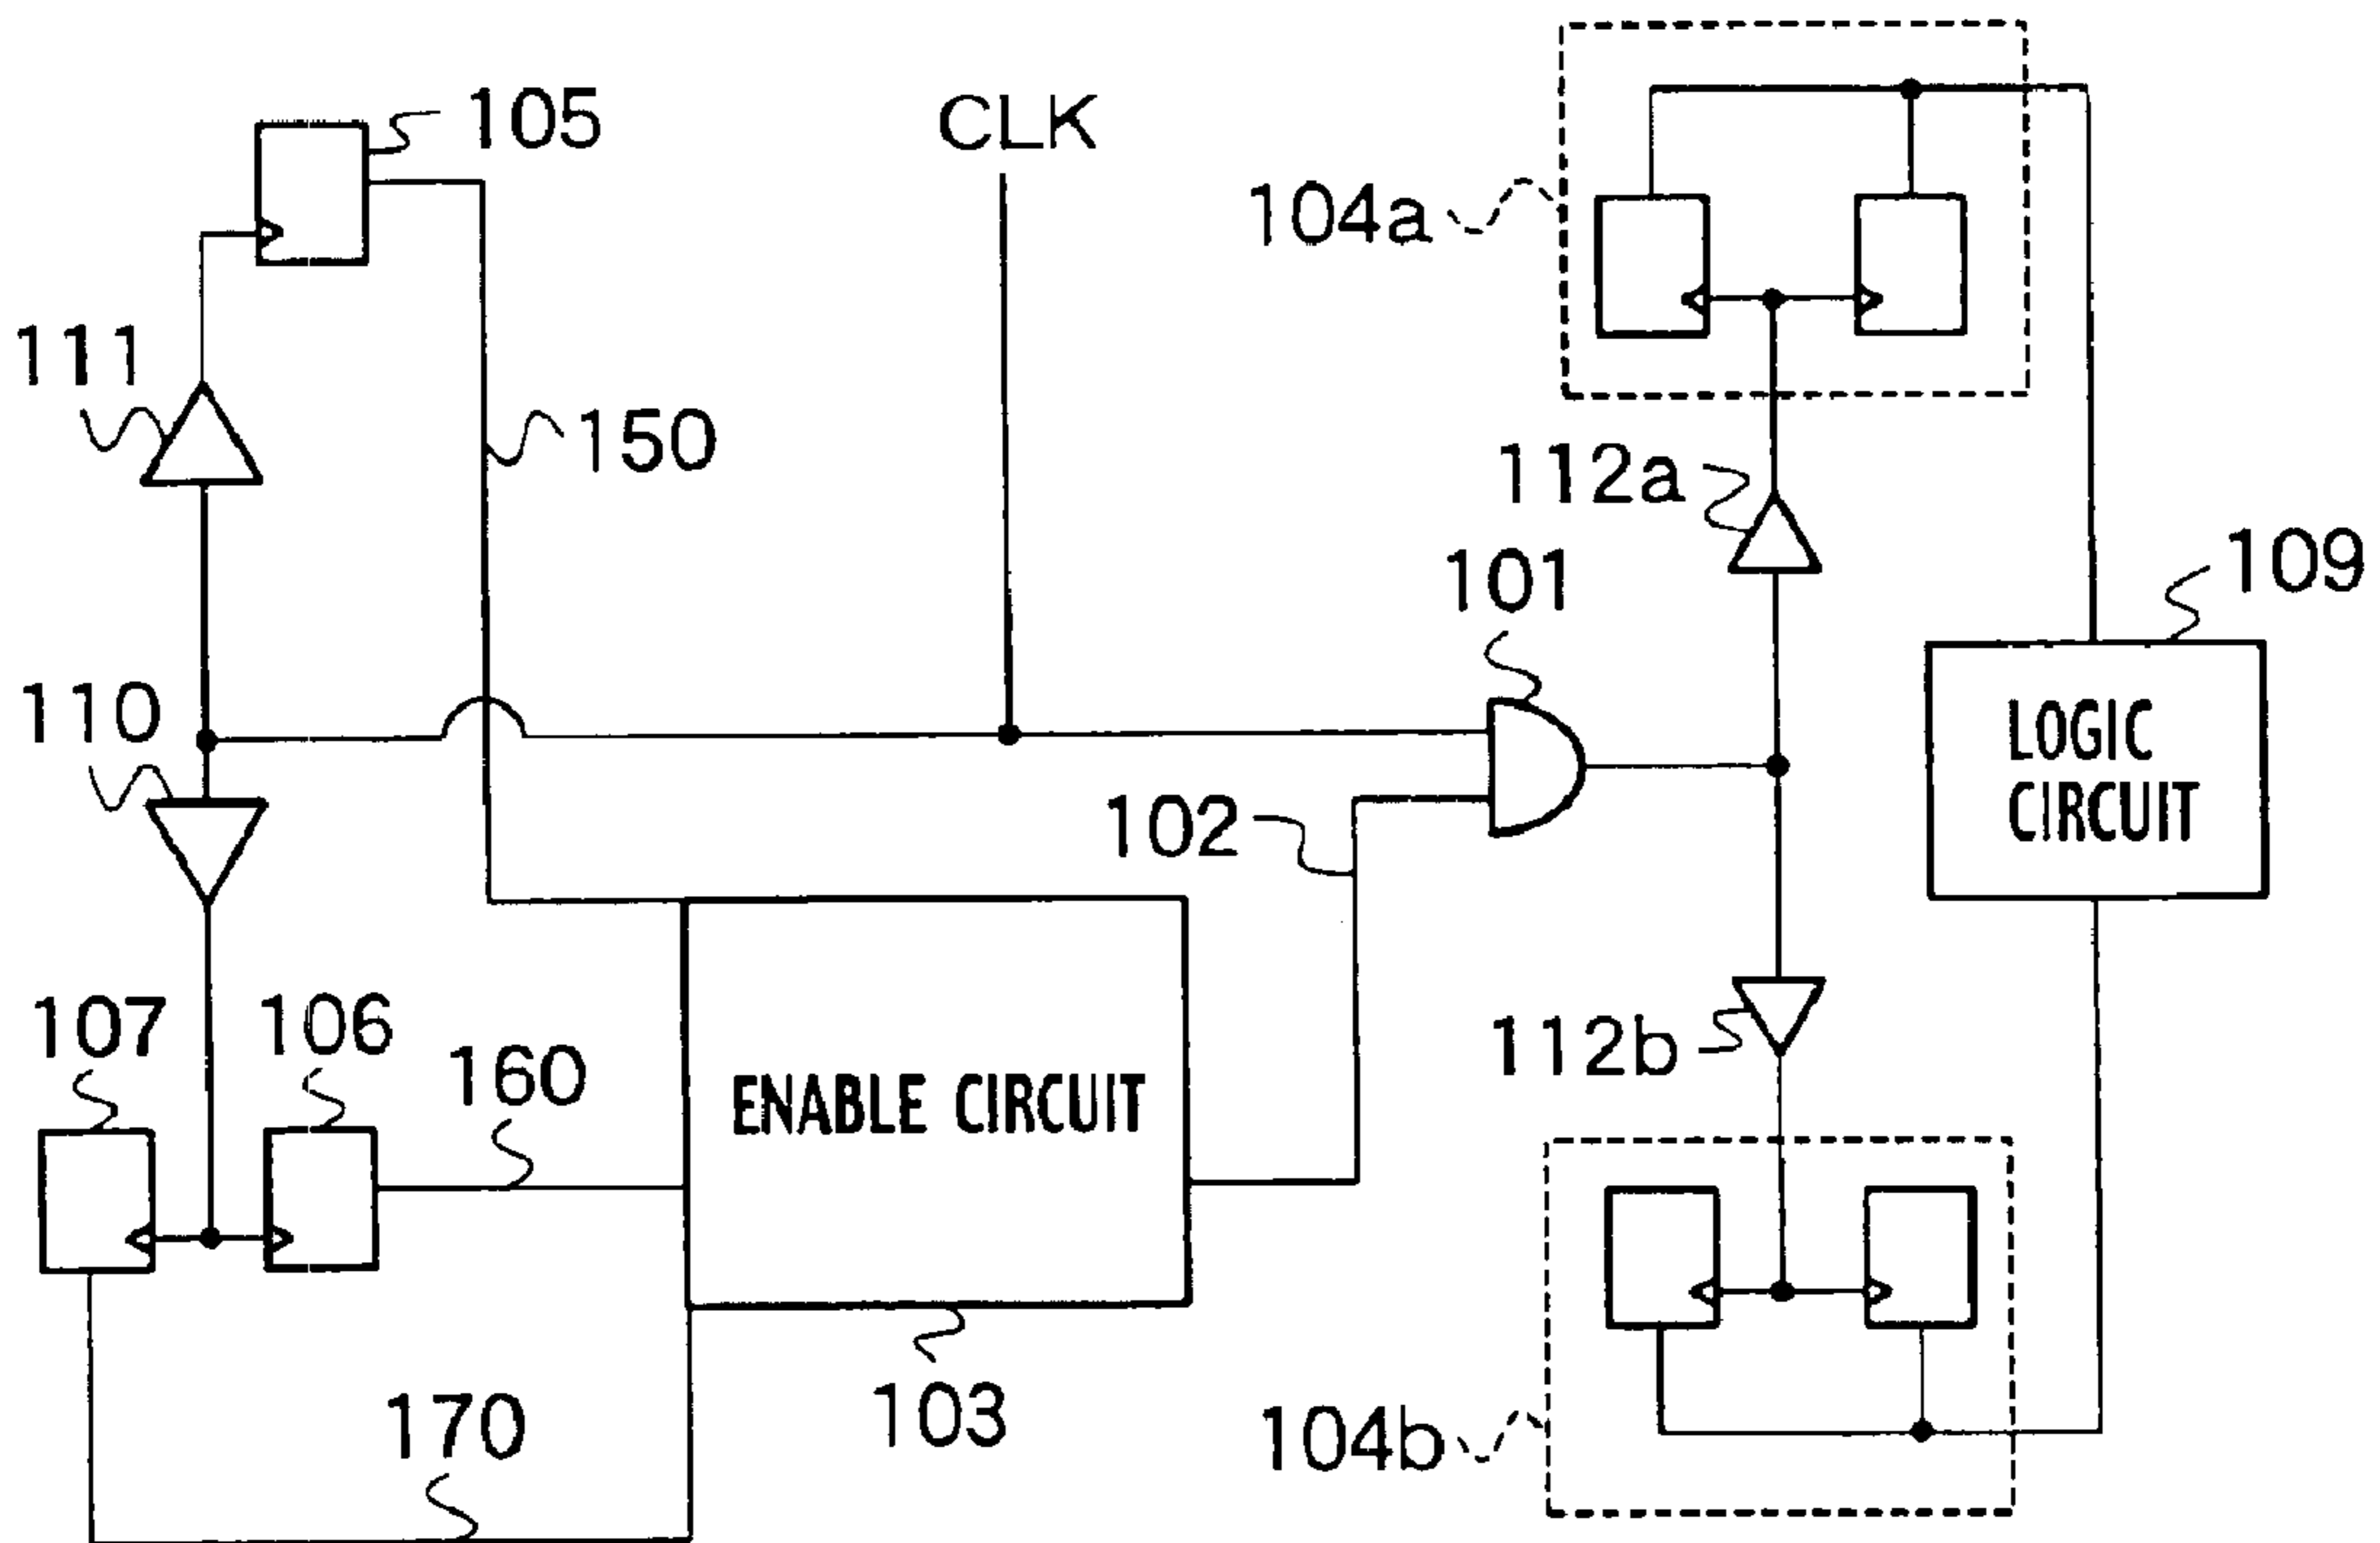 105
CLK
104a
111
150
112a
101
109
110
LOGIC
CIRCUIT
102
107
106
160
112b
ENABLE CIRCUIT
170
103
104b